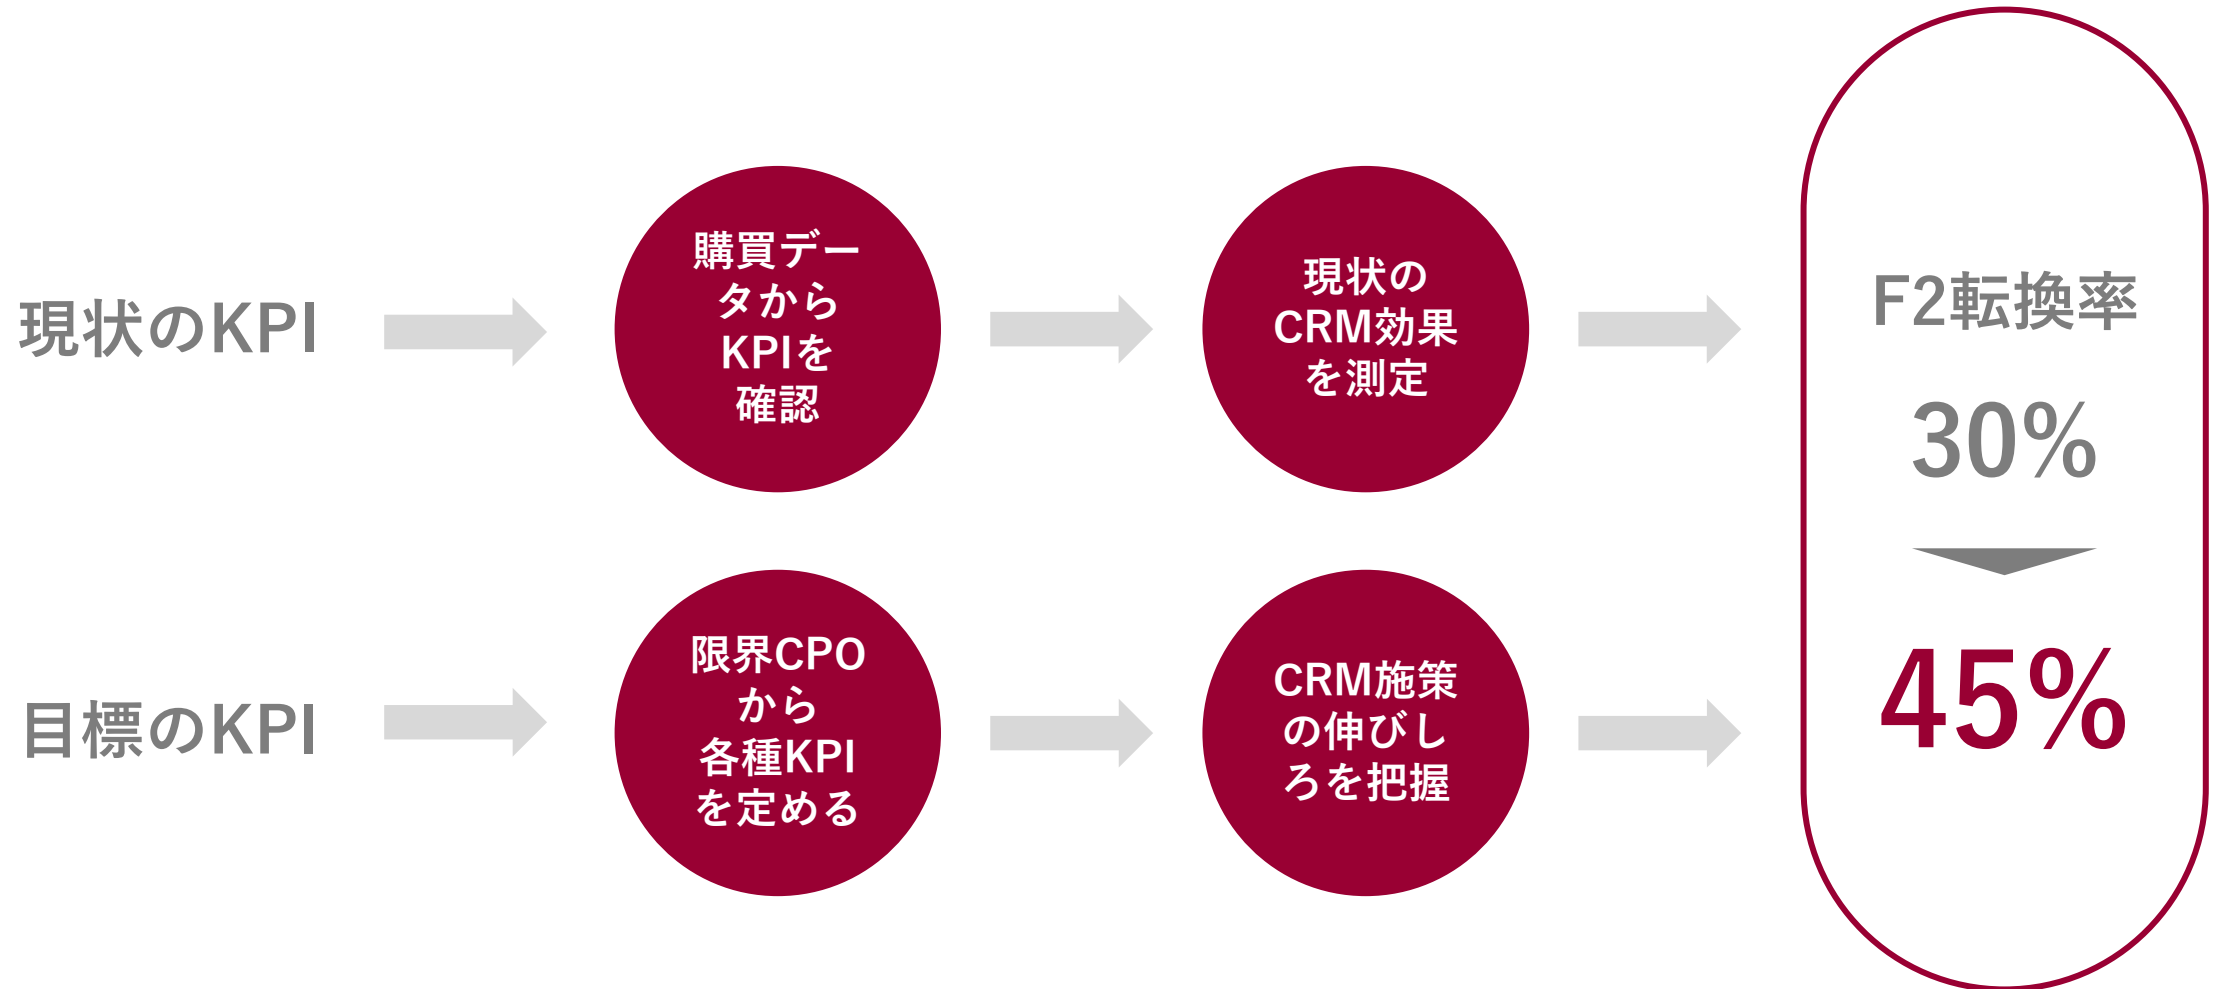 現状のKPI
購買デー
タから
KPIを
確認
現状の
CRM効果
を測定
F2転換率
30%
45%
目標のKPI
限界CPO
から
各種KPI
を定める
CRM施策
の伸びし
ろを把握